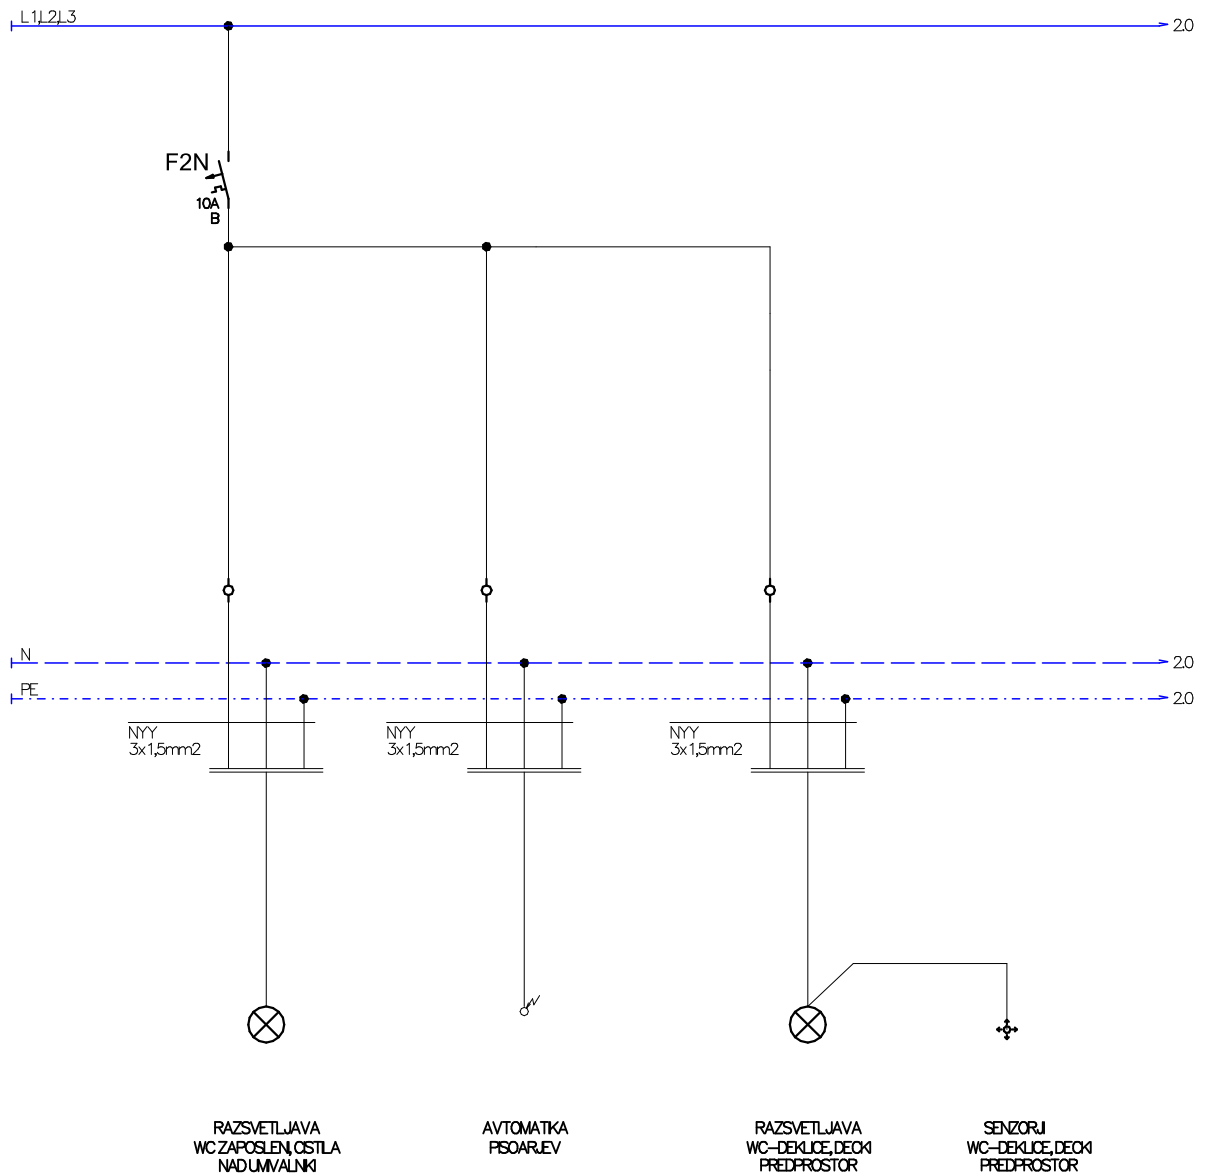 L1,L2,L3
2.0
F2N
10A
B
N
2.0
PE
2.0
NYY
3x1,5mm2
NYY
3x1,5mm2
NYY
3x1,5mm2
RAZSVETLJAVA
WC ZAPOSLENI, CISTILA
NAD UMIVALNIKI
AVTOMATIKA
PISOARJEV
RAZSVETLJAVA
WC-DEKLICE, DECKI
PREDPROSTOR
SENZORJI
WC-DEKLICE, DECKI
PREDPROSTOR